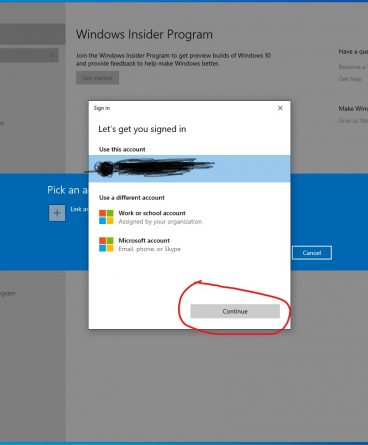 Windows Insider Program
Join the Windows Insider Program to get preview builds of Windows 10
and provide feedback to help make Windows better.
Get started
Have a que
Become a
Get help
Make Wind
Give us
Sign in
Let's get you signed in
Use this account
Use a different account
Work or school account
Assigned by your organization
Microsoft account
Email, phone, or Skype
Continue
Pick an a
Link an
Cancel
ogram